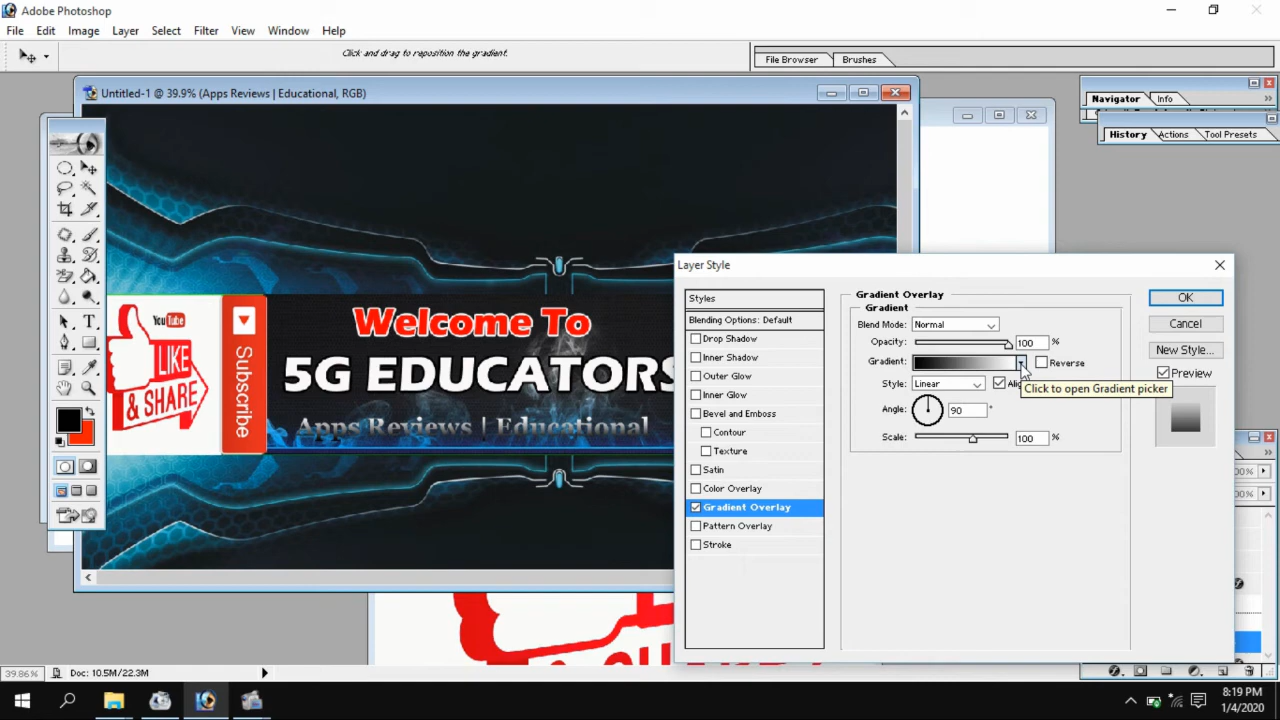 Adobe Photoshop
File Edit Image Layer Select Filter View Window Help
Click and drag to reposition the gradient.
File Browser Brushes
Untitled-1 @ 39.9% (Apps Reviews | Educational, RGB)
Navigator Info
History Actions Tool Presets
You Tube
LIKE
& SHARE
Subscribe
Welcome To
5G EDUCATORS
Apps Reviews | Educational
Layer Style
Styles
Blending Options: Default
Drop Shadow
Inner Shadow
Outer Glow
Inner Glow
Bevel and Emboss
Contour
Texture
Satin
Color Overlay
Gradient Overlay
Pattern Overlay
Stroke
Gradient Overlay
Gradient
Blend Mode: Normal
Opacity: 100 %
Gradient: Reverse
Style: Linear
Click to open Gradient picker
Angle: 90 °
Scale: 100 %
OK
Cancel
New Style...
Preview
39.86% Doc: 10.5M/22.3M
8:19 PM
1/4/2020